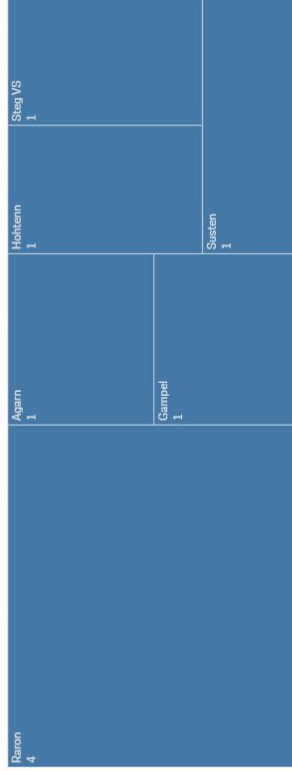 Raron
4
Agarn
1
Gampel
1
Hohtenn
1
Steg VS
1
Susten
1